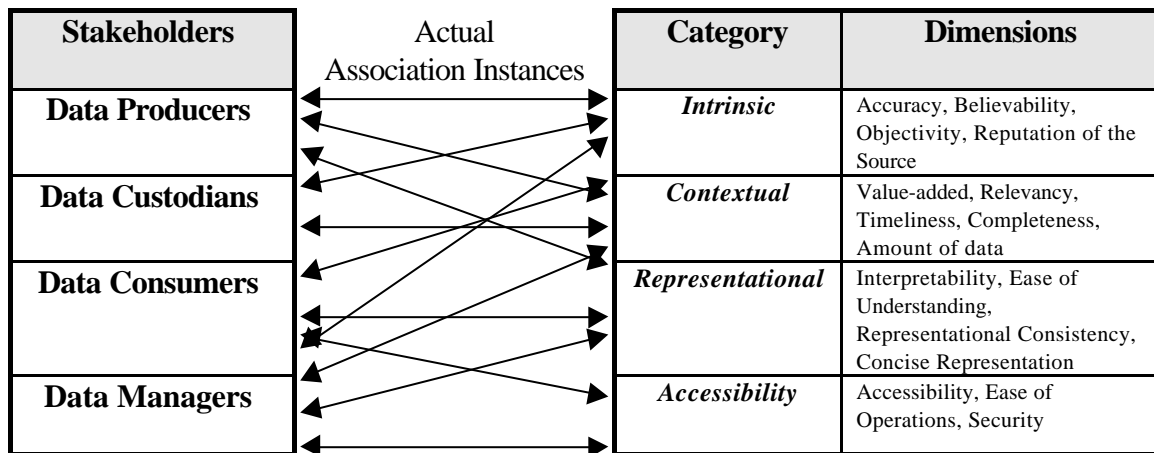 Stakeholders
Actual
Association Instances
Category
Dimensions
Data Producers
Intrinsic
Accuracy, Believability,
Objectivity, Reputation of the
Source
Data Custodians
Contextual
Value-added, Relevancy,
Timeliness, Completeness,
Amount of data
Data Consumers
Representational
Interpretability, Ease of
Understanding,
Representational Consistency,
Concise Representation
Data Managers
Accessibility
Accessibility, Ease of
Operations, Security